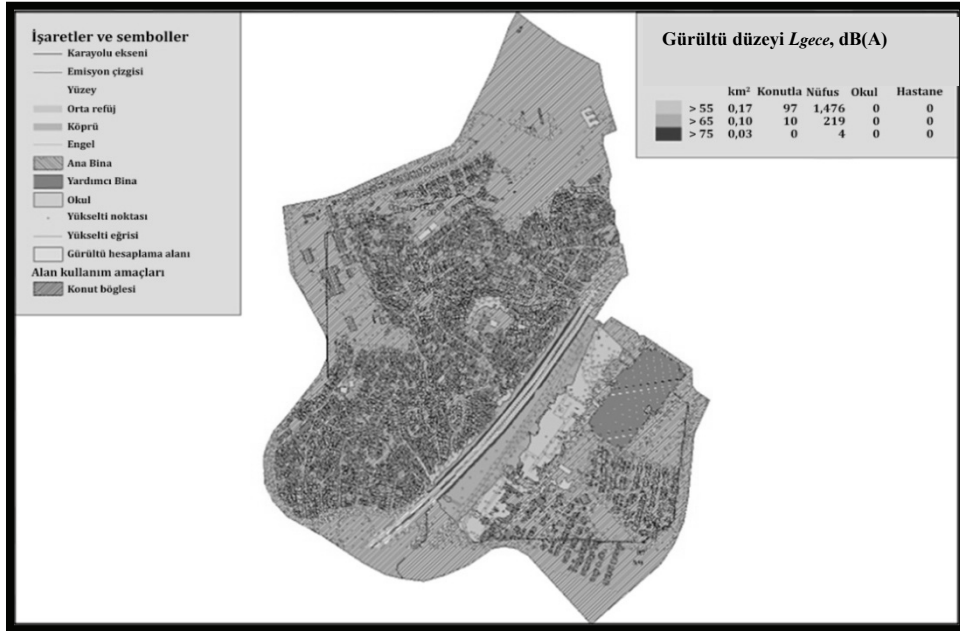 İşaretler ve semboller
Karayolu ekseni
Emisyon çizgisi
Yüzey
Orta refüj
Köprü
Engel
Ana Bina
Yardımcı Bina
Okul
Yükselti noktası
Yükselti eğrisi
Gürültü hesaplama alanı
Alan kullanım amaçları
Konut böglesi
Gürültü düzeyi Lgece, dB(A)
km² Konutla Nüfus Okul Hastane
> 55 0,17 97 1,476 0 0
> 65 0,10 10 219 0 0
> 75 0,03 0 4 0 0